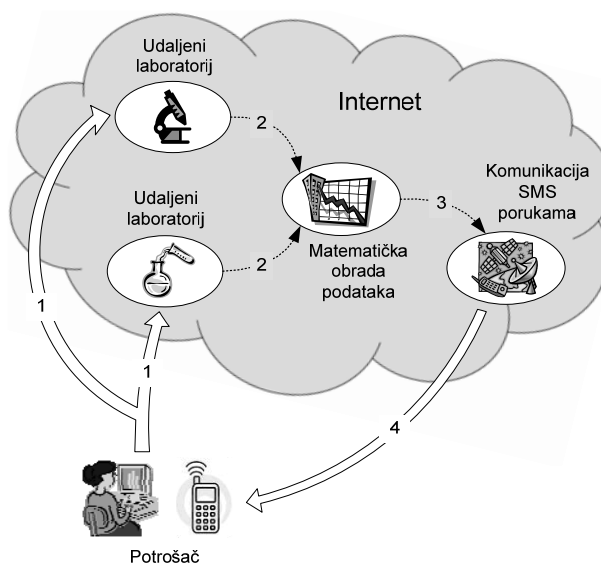 Udaljeni
laboratorij
Internet
2
Komunikacija
SMS
porukama
Udaljeni
laboratorij
3
Matematička
obrada
podataka
2
1
1
4
Potrošač